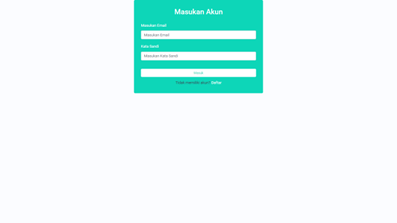 Masukan Akun
Masukan Email
Masukan Email
Kata Sandi
Masukan Kata Sandi
Masuk
Tidak memiliki akun? Daftar